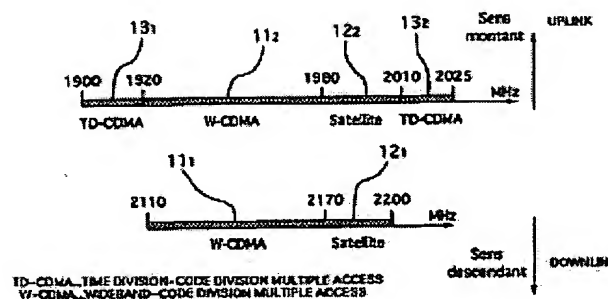 13₁ 11₂ 12₂ 13₂ Sens montant UPLINK
1900 1920 1980 2010 2025
MHz
TD-CDMA W-CDMA Satellite TD-CDMA
11₁ 12₁
2110 2170 2200
MHz
W-CDMA Satellite
Sens descendant DOWNLIN
TD-CDMA..TIME DIVISION-CODE DIVISION MULTIPLE ACCESS
W-CDMA..WIDEBAND-CODE DIVISION MULTIPLE ACCESS